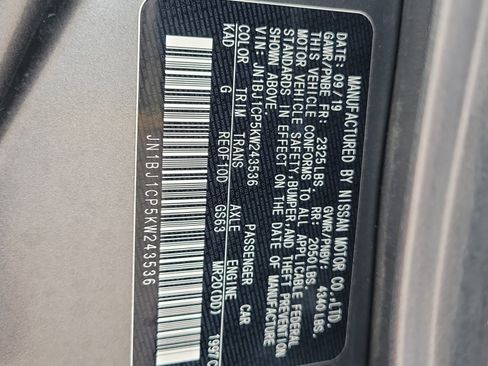 MANUFACTURED BY NISSAN MOTOR CO.,LTD.
DATE: 09/19 GVWR/PNBV: 4340 LBS.
GAWR/PNBE FR: 2325LBS. RR: 2050LBS.
THIS VEHICLE CONFORMS TO ALL APPLICABLE FEDERAL
MOTOR VEHICLE SAFETY,BUMPER,AND THEFT PREVENTION
STANDARDS IN EFFECT ON THE DATE OF MANUFACTURE
SHOWN ABOVE.
VIN: JN1BJ1CP5KW243536 PASSENGER CAR
COLOR TRIM TRANS AXLE ENGINE
KAD G RE0F10D GS63 MR20(DD)
JN1BJ1CP5KW243536